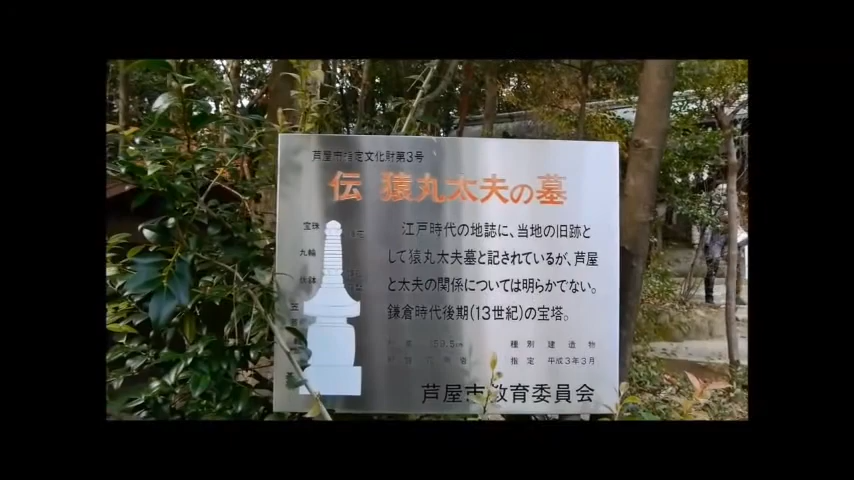 芦屋市指定文化財第3号
伝 猿丸太夫の墓
江戸時代の地誌に、当地の旧跡と
して猿丸太夫墓と記されているが、芦屋
と太夫の関係については明らかでない。
鎌倉時代後期(13世紀)の宝塔。
宝珠
九輪
種別 建造物
指定 平成3年3月
芦屋市教育委員会